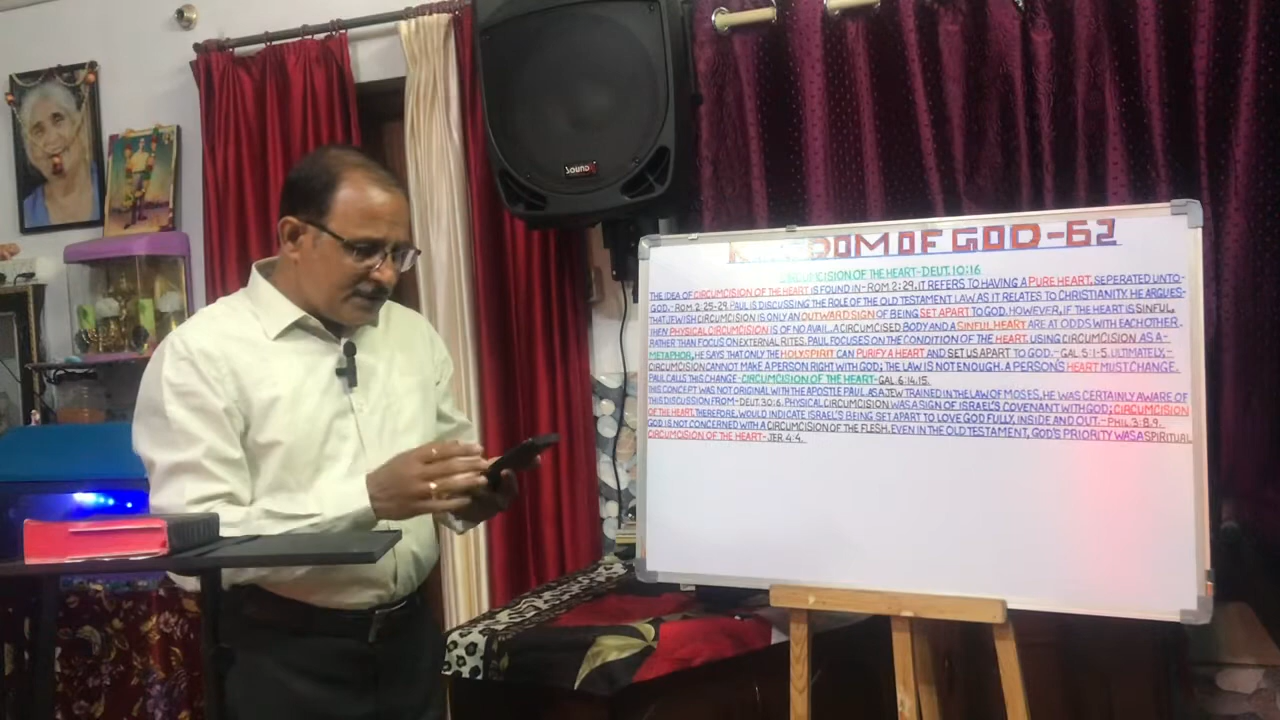 SOUND
DOM OF GOD-62
CIRCUMCISION OF THE HEART-DEUT.10:16
THE IDEA OF CIRCUMCISION OF THE HEART IS FOUND IN-ROM.2:29. IT REFERS TO HAVING A PURE HEART, SEPERATED UNTO-
GOD,-ROM.2:25-29. PAUL IS DISCUSSING THE ROLE OF THE OLD TESTAMENT LAW AS IT RELATES TO CHRISTIANITY. HE ARGUES-
THAT JEWISH CIRCUMCISION IS ONLY AN OUTWARD SIGN OF BEING SET APART TO GOD. HOWEVER, IF THE HEART IS SINFUL,
THEN PHYSICAL CIRCUMCISION IS OF NO AVAIL. A CIRCUMCISED BODY AND A SINFUL HEART ARE AT ODDS WITH EACH OTHER.
RATHER THAN FOCUS ON EXTERNAL RITES, PAUL FOCUSES ON THE CONDITION OF THE HEART, USING CIRCUMCISION AS A-
METAPHOR, HE SAYS THAT ONLY THE HOLY SPIRIT CAN PURIFY A HEART AND SET US APART TO GOD.-GAL.5:1-5. ULTIMATELY,-
CIRCUMCISION CANNOT MAKE A PERSON RIGHT WITH GOD; THE LAW IS NOT ENOUGH. A PERSON'S HEART MUST CHANGE.
PAUL CALLS THIS CHANGE-CIRCUMCISION OF THE HEART-GAL.6:14.15.
THIS CONCEPT WAS NOT ORIGINAL WITH THE APOSTLE PAUL. AS A JEW TRAINED IN THE LAW OF MOSES, HE WAS CERTAINLY AWARE OF
THIS DISCUSSION FROM-DEUT.30:6. PHYSICAL CIRCUMCISION WAS A SIGN OF ISRAEL'S COVENANT WITH GOD; CIRCUMCISION
OF THE HEART, THEREFORE, WOULD INDICATE ISRAEL'S BEING SET APART TO LOVE GOD FULLY, INSIDE AND OUT.-PHIL.3:8.9.
GOD IS NOT CONCERNED WITH A CIRCUMCISION OF THE FLESH. EVEN IN THE OLD TESTAMENT, GOD'S PRIORITY WAS A SPIRITUAL
CIRCUMCISION OF THE HEART-JER.4:4.